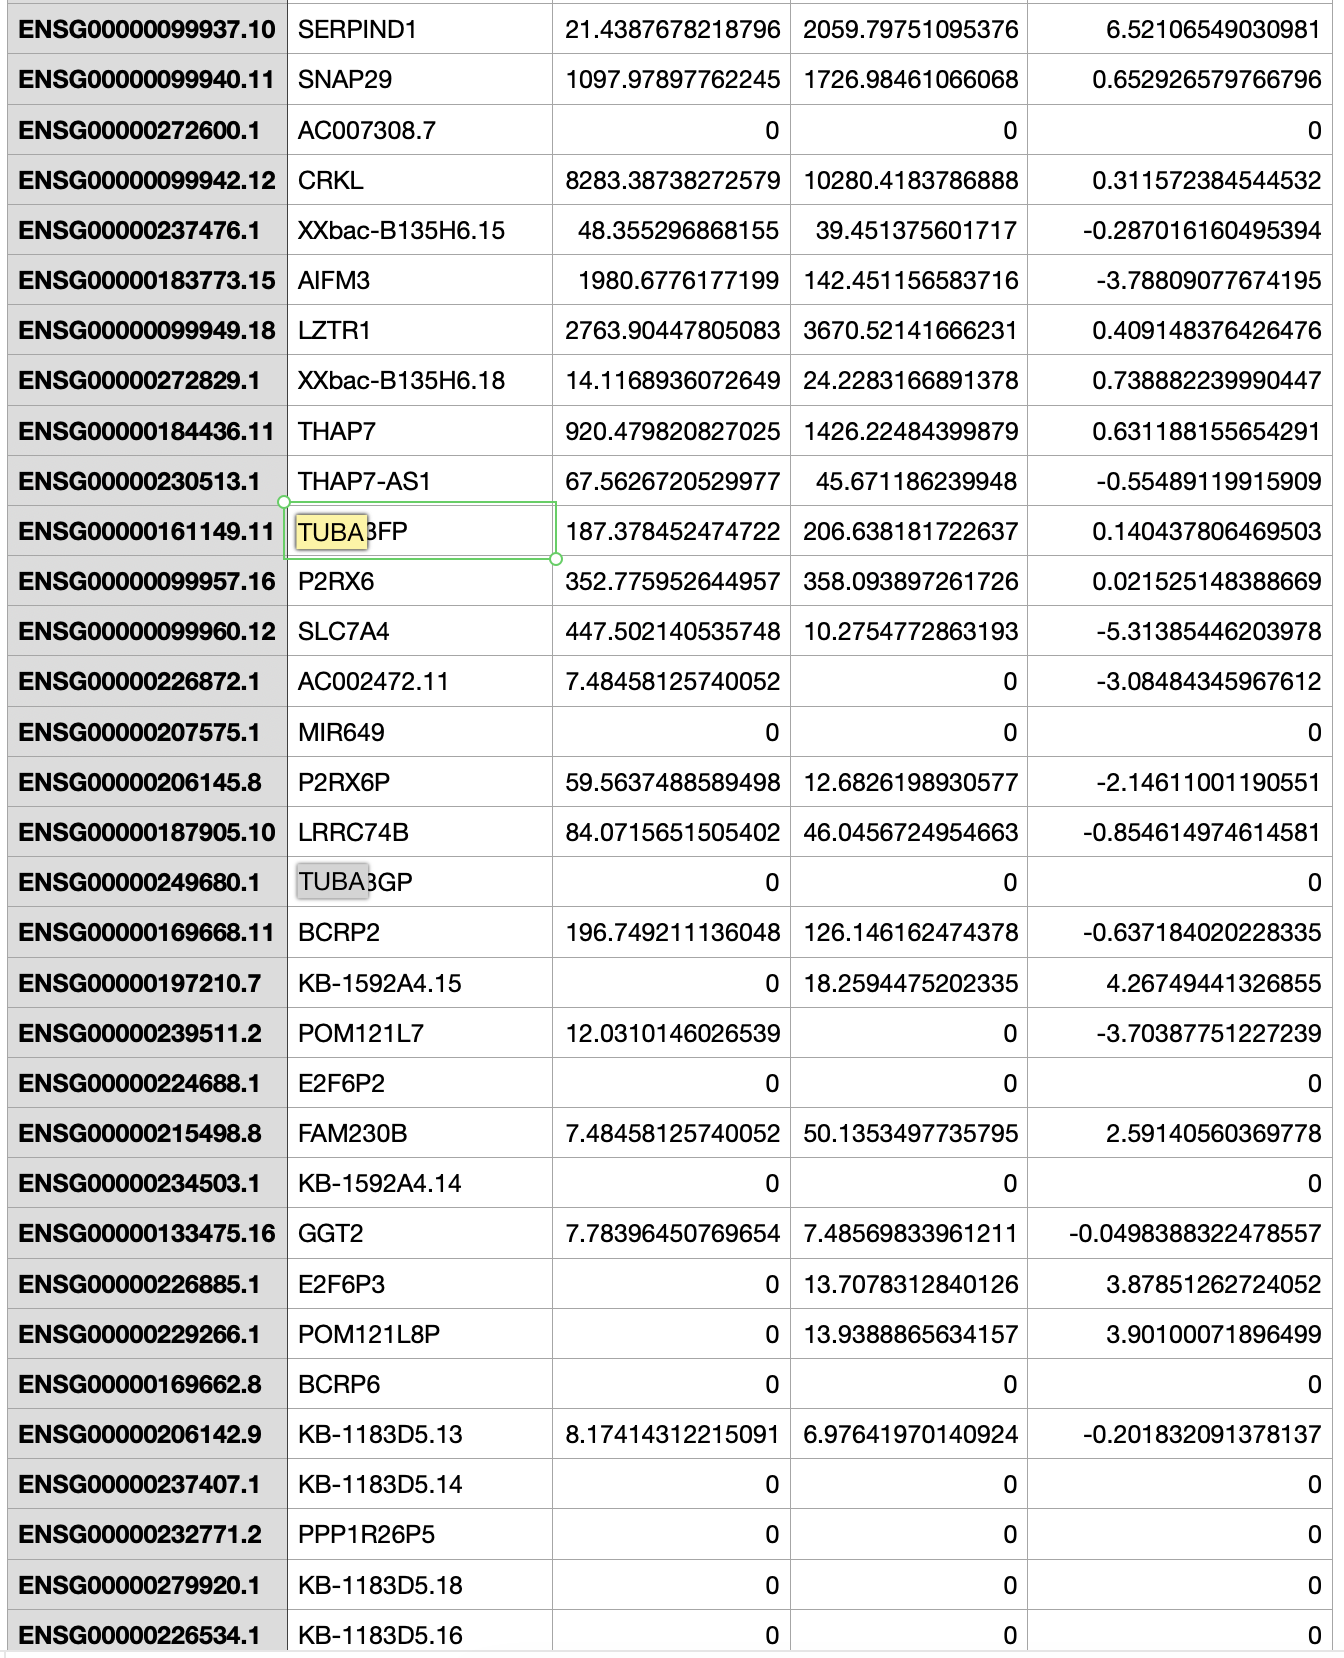 ENSG00000099937.10 SERPIND1 21.4387678218796 2059.79751095376 6.52106549030981
ENSG00000099940.11 SNAP29 1097.97897762245 1726.98461066068 0.652926579766796
ENSG00000272600.1 AC007308.7 0 0 0
ENSG00000099942.12 CRKL 8283.38738272579 10280.4183786888 0.311572384544532
ENSG00000237476.1 XXbac-B135H6.15 48.355296868155 39.451375601717 -0.287016160495394
ENSG00000183773.15 AIFM3 1980.6776177199 142.451156583716 -3.78809077674195
ENSG00000099949.18 LZTR1 2763.90447805083 3670.52141666231 0.409148376426476
ENSG00000272829.1 XXbac-B135H6.18 14.1168936072649 24.2283166891378 0.738882239990447
ENSG00000184436.11 THAP7 920.479820827025 1426.22484399879 0.631188155654291
ENSG00000230513.1 THAP7-AS1 67.5626720529977 45.671186239948 -0.55489119915909
ENSG00000161149.11 TUBA3FP 187.378452474722 206.638181722637 0.140437806469503
ENSG00000099957.16 P2RX6 352.775952644957 358.093897261726 0.021525148388669
ENSG00000099960.12 SLC7A4 447.502140535748 10.2754772863193 -5.31385446203978
ENSG00000226872.1 AC002472.11 7.48458125740052 0 -3.08484345967612
ENSG00000207575.1 MIR649 0 0 0
ENSG00000206145.8 P2RX6P 59.5637488589498 12.6826198930577 -2.14611001190551
ENSG00000187905.10 LRRC74B 84.0715651505402 46.0456724954663 -0.854614974614581
ENSG00000249680.1 TUBA3GP 0 0 0
ENSG00000169668.11 BCRP2 196.749211136048 126.146162474378 -0.637184020228335
ENSG00000197210.7 KB-1592A4.15 0 18.2594475202335 4.26749441326855
ENSG00000239511.2 POM121L7 12.0310146026539 0 -3.70387751227239
ENSG00000224688.1 E2F6P2 0 0 0
ENSG00000215498.8 FAM230B 7.48458125740052 50.1353497735795 2.59140560369778
ENSG00000234503.1 KB-1592A4.14 0 0 0
ENSG00000133475.16 GGT2 7.78396450769654 7.48569833961211 -0.0498388322478557
ENSG00000226885.1 E2F6P3 0 13.7078312840126 3.87851262724052
ENSG00000229266.1 POM121L8P 0 13.9388865634157 3.90100071896499
ENSG00000169662.8 BCRP6 0 0 0
ENSG00000206142.9 KB-1183D5.13 8.17414312215091 6.97641970140924 -0.201832091378137
ENSG00000237407.1 KB-1183D5.14 0 0 0
ENSG00000232771.2 PPP1R26P5 0 0 0
ENSG00000279920.1 KB-1183D5.18 0 0 0
ENSG00000226534.1 KB-1183D5.16 0 0 0